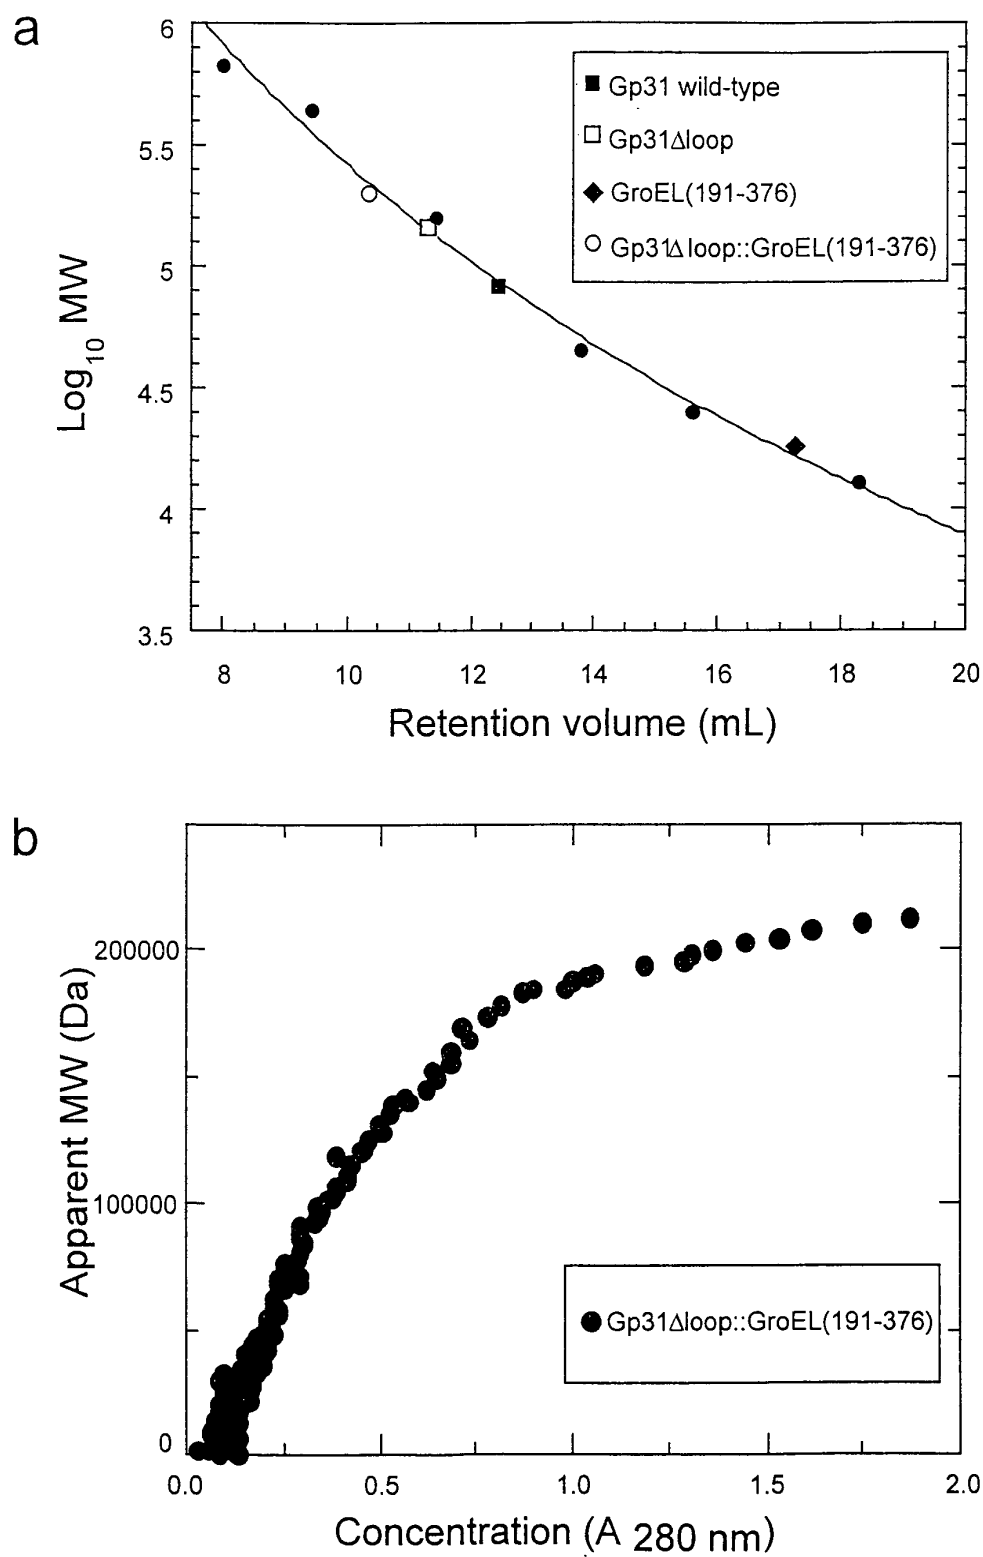 a
6
5.5
5
4.5
4
3.5
Log10 MW
Gp31 wild-type
Gp31Δloop
GroEL(191-376)
Gp31Δloop::GroEL(191-376)
8 10 12 14 16 18 20
Retention volume (mL)
b
200000
100000
0
Apparent MW (Da)
Gp31Δloop::GroEL(191-376)
0.0 0.5 1.0 1.5 2.0
Concentration (A 280 nm)